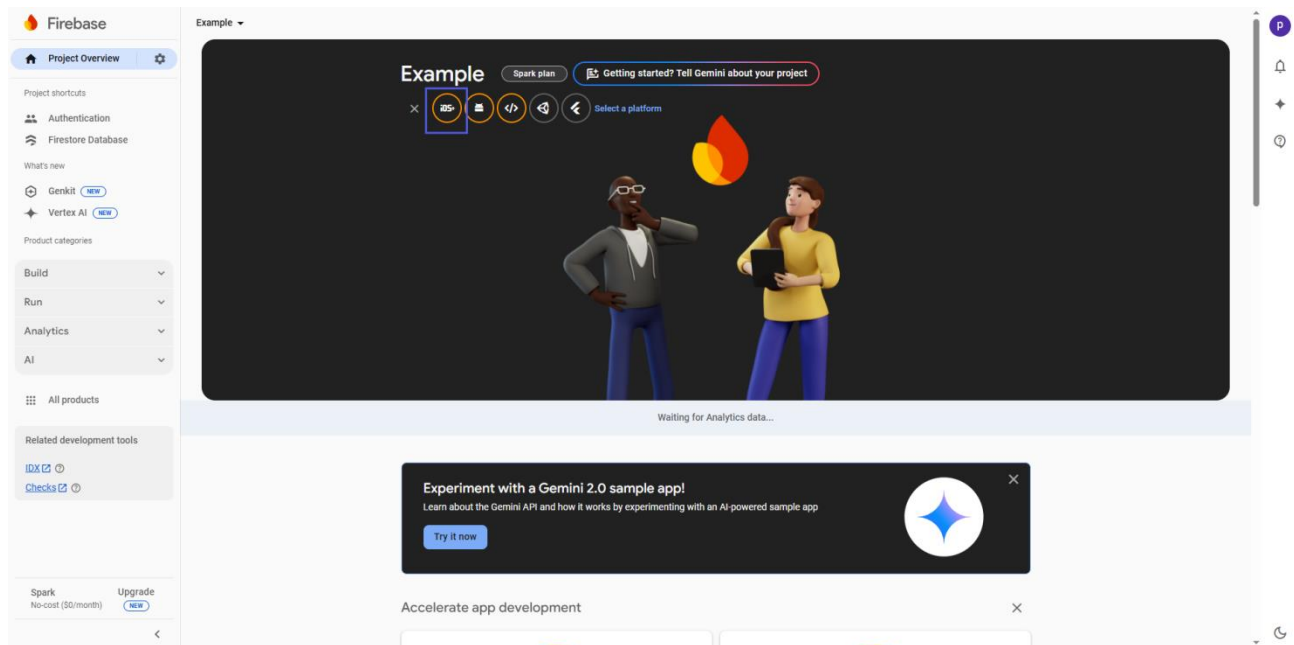 Firebase
Project Overview
Project shortcuts
Authentication
Firestore Database
What's new
Genkit NEW
Vertex AI NEW
Product categories
Build
Run
Analytics
AI
All products
Related development tools
IDX
Checks
Spark
No-cost ($0/month)
Upgrade
NEW
Example
Example Spark plan Getting started? Tell Gemini about your project
iOS+ </> Select a platform
Waiting for Analytics data...
Experiment with a Gemini 2.0 sample app!
Learn about the Gemini API and how it works by experimenting with an AI-powered sample app
Try it now
Accelerate app development
P